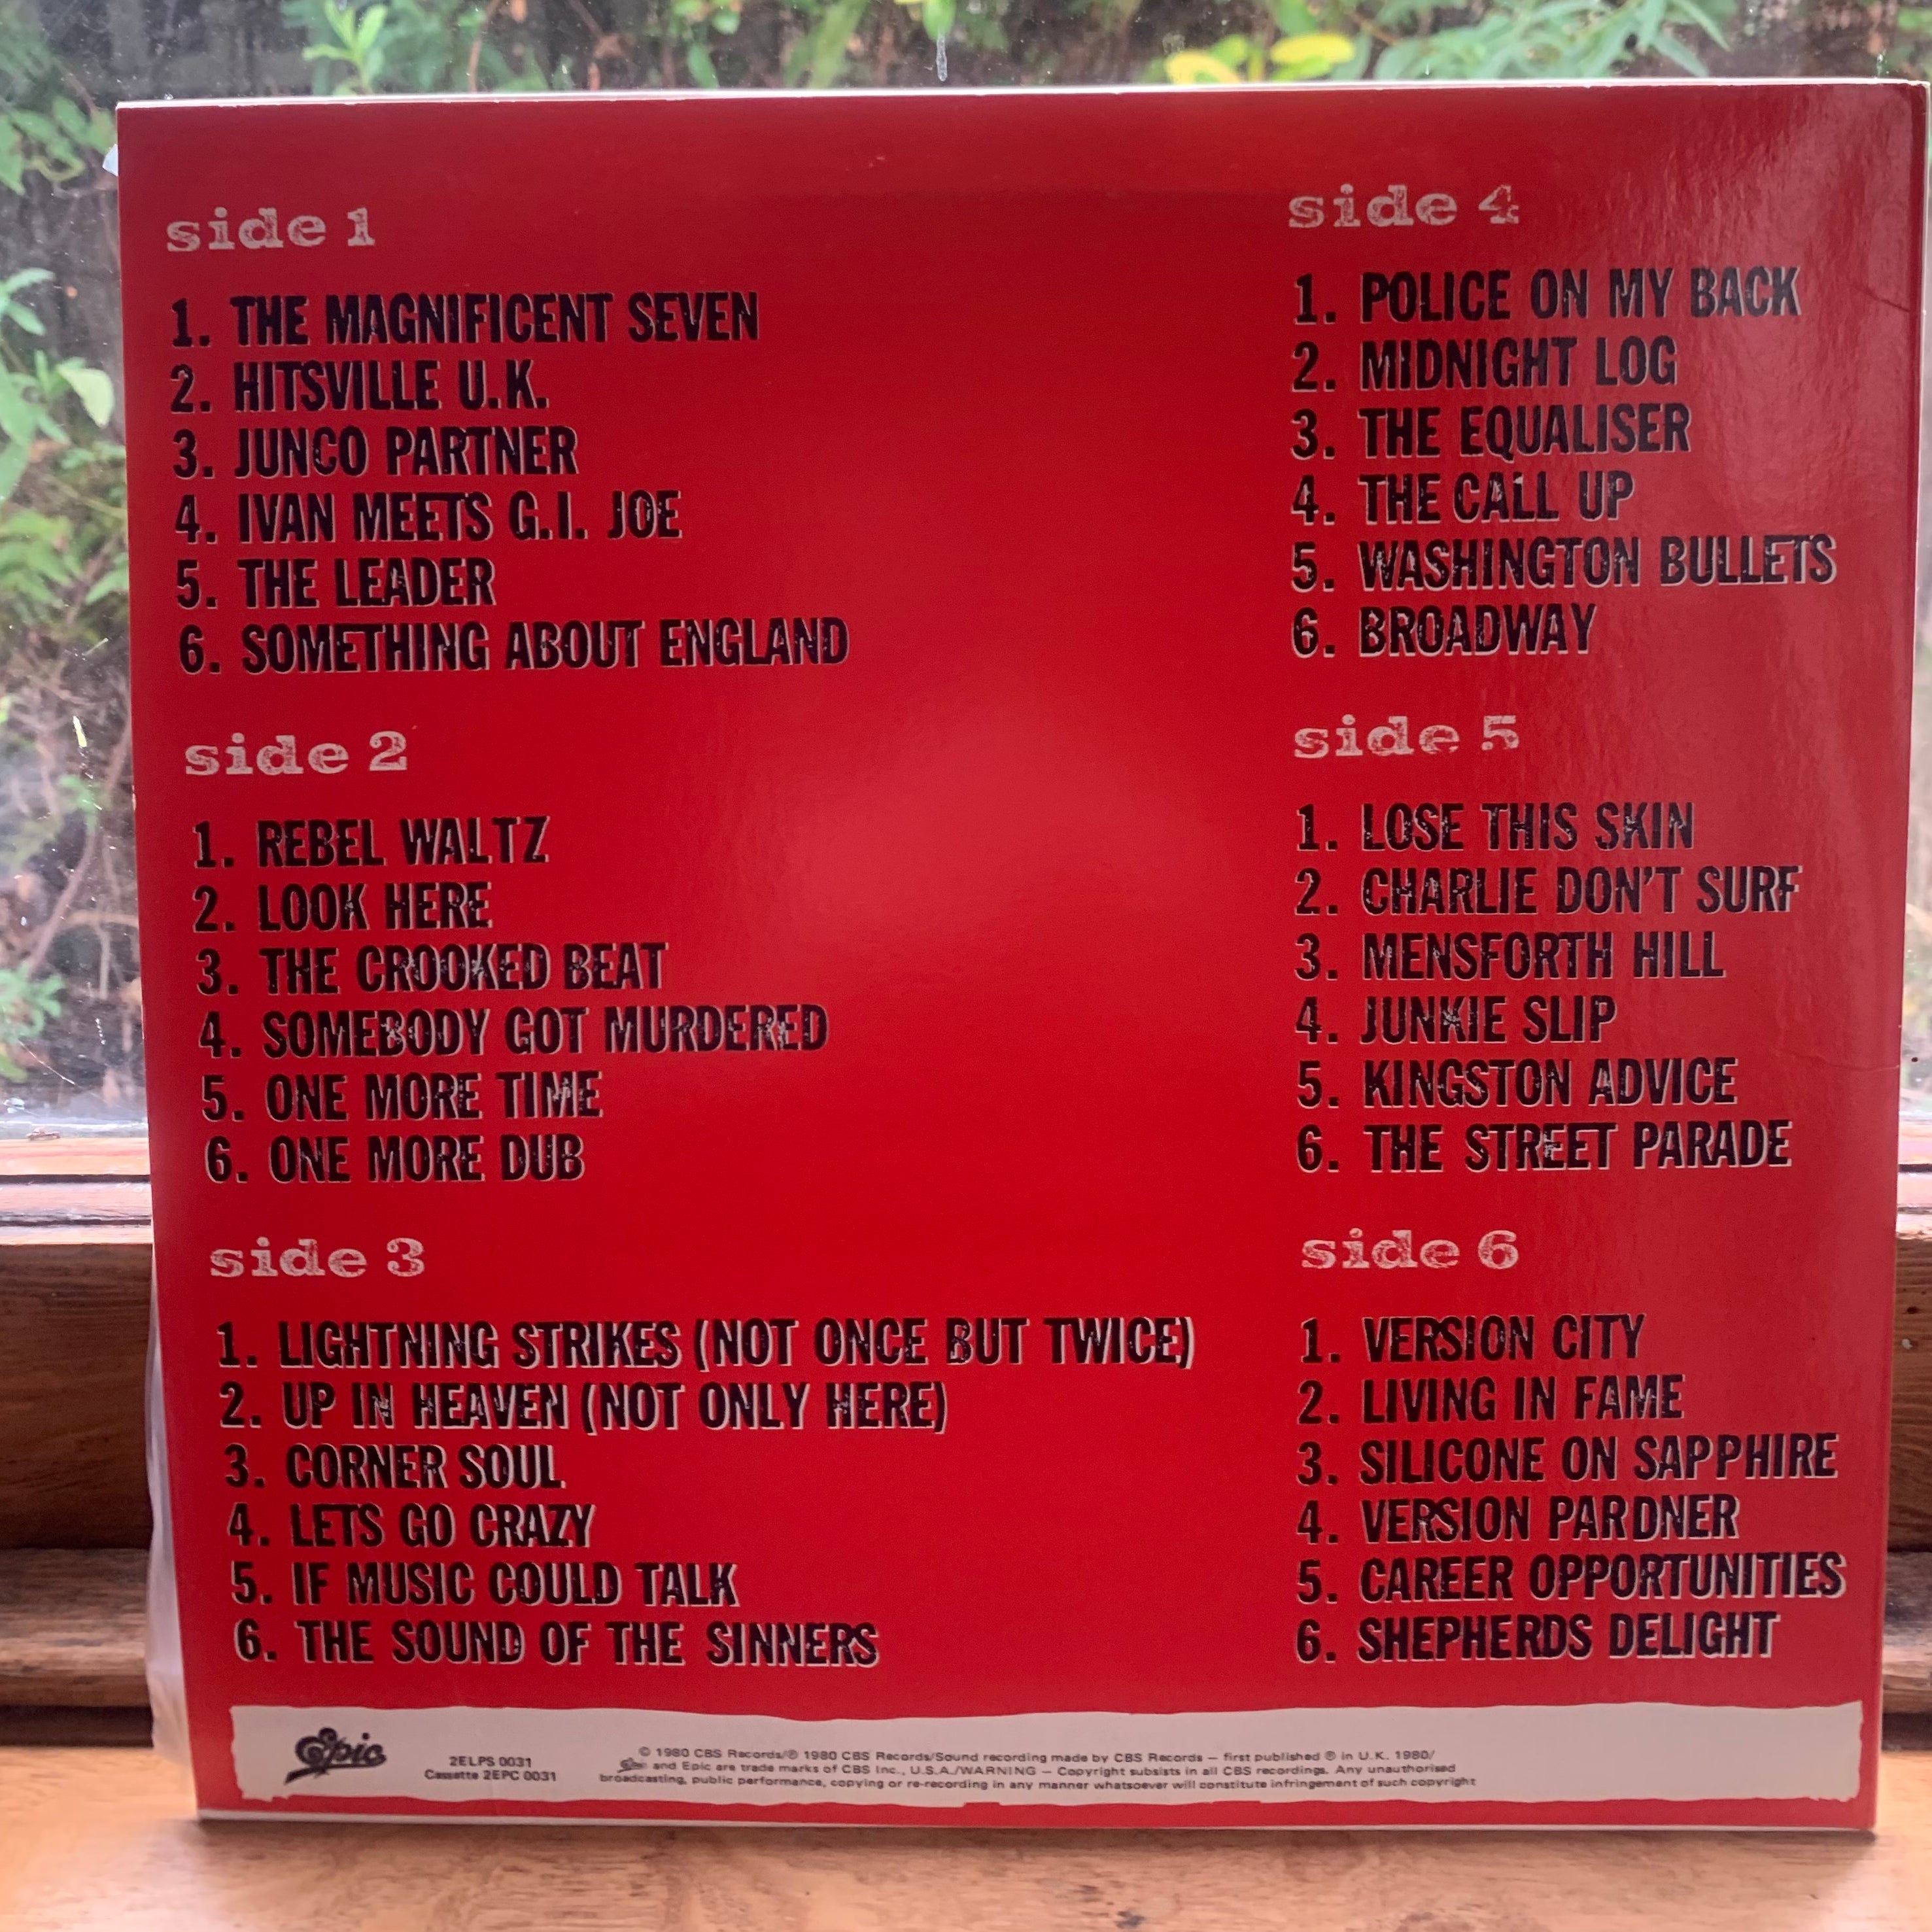 side 1
1. THE MAGNIFICENT SEVEN
2. HITSVILLE U.K.
3. JUNCO PARTNER
4. IVAN MEETS G.I. JOE
5. THE LEADER
6. SOMETHING ABOUT ENGLAND
side 2
1. REBEL WALTZ
2. LOOK HERE
3. THE CROOKED BEAT
4. SOMEBODY GOT MURDERED
5. ONE MORE TIME
6. ONE MORE DUB
side 3
1. LIGHTNING STRIKES (NOT ONCE BUT TWICE)
2. UP IN HEAVEN (NOT ONLY HERE)
3. CORNER SOUL
4. LETS GO CRAZY
5. IF MUSIC COULD TALK
6. THE SOUND OF THE SINNERS
side 4
1. POLICE ON MY BACK
2. MIDNIGHT LOG
3. THE EQUALISER
4. THE CALL UP
5. WASHINGTON BULLETS
6. BROADWAY
side 5
1. LOSE THIS SKIN
2. CHARLIE DON'T SURF
3. MENSFORTH HILL
4. JUNKIE SLIP
5. KINGSTON ADVICE
6. THE STREET PARADE
side 6
1. VERSION CITY
2. LIVING IN FAME
3. SILICONE ON SAPPHIRE
4. VERSION PARDNER
5. CAREER OPPORTUNITIES
6. SHEPHERDS DELIGHT
Epic
2ELPS 0031
Cassette 2EPC 0031
© 1980 CBS Records/℗ 1980 CBS Records/Sound recording made by CBS Records — first published ℗ in U.K. 1980/
Epic and Epic are trade marks of CBS Inc., U.S.A./WARNING — Copyright subsists in all CBS recordings. Any unauthorised
broadcasting, public performance, copying or re-recording in any manner whatsoever will constitute infringement of such copyright